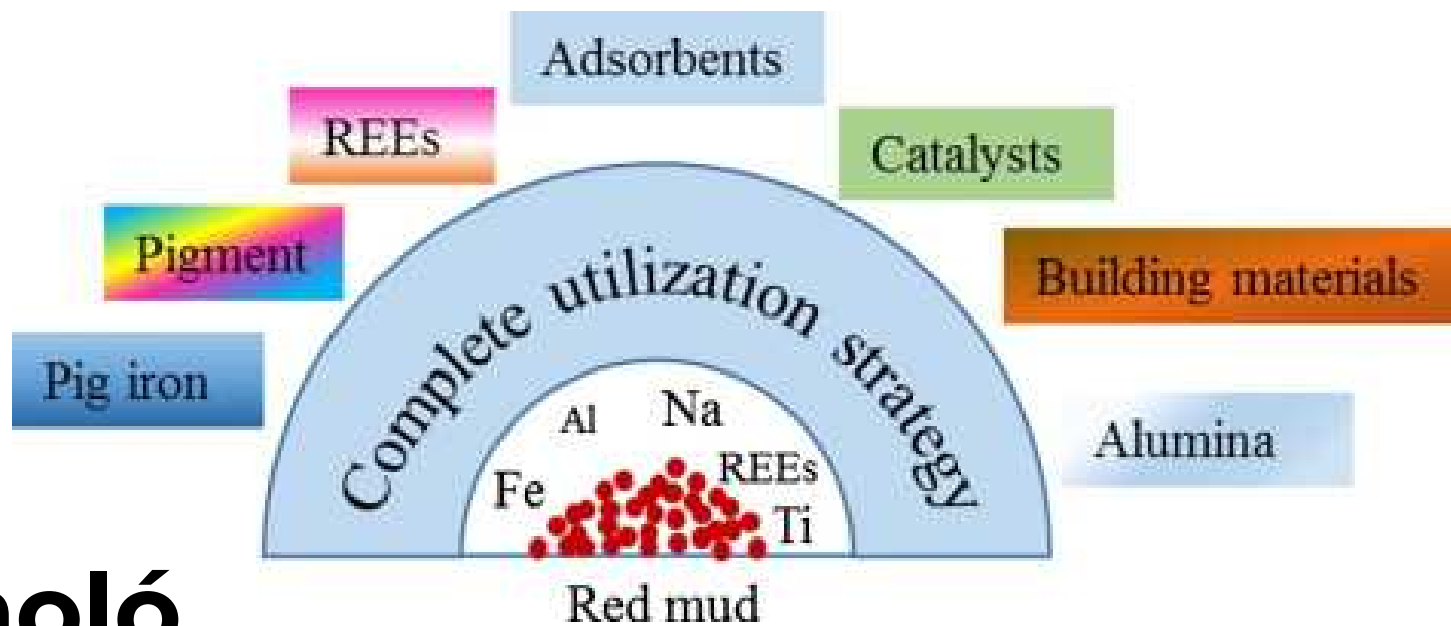 Adsorbents
REEs
Catalysts
Pigment
Building materials
Pig iron
Alumina
Complete utilization strategy
Al
Na
Fe
REEs
Ti
Red mud
noló